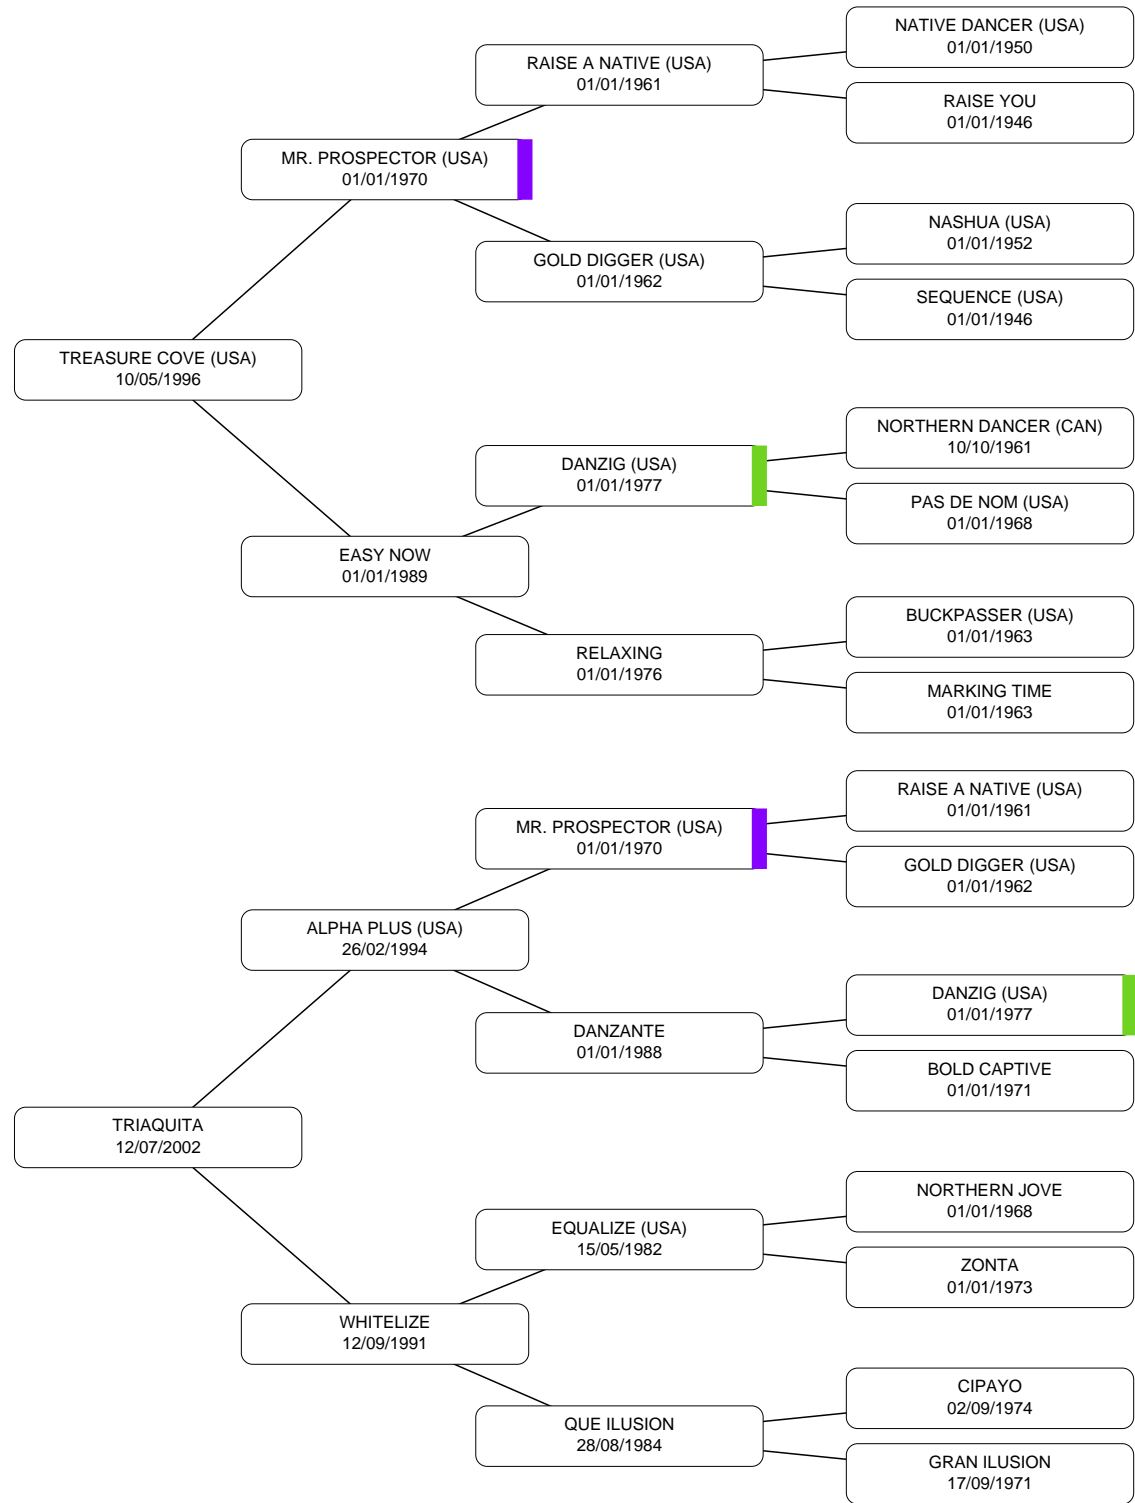 NATIVE DANCER (USA)
01/01/1950
RAISE A NATIVE (USA)
01/01/1961
RAISE YOU
01/01/1946
MR. PROSPECTOR (USA)
01/01/1970
NASHUA (USA)
01/01/1952
GOLD DIGGER (USA)
01/01/1962
SEQUENCE (USA)
01/01/1946
TREASURE COVE (USA)
10/05/1996
NORTHERN DANCER (CAN)
10/10/1961
DANZIG (USA)
01/01/1977
PAS DE NOM (USA)
01/01/1968
EASY NOW
01/01/1989
BUCKPASSER (USA)
01/01/1963
RELAXING
01/01/1976
MARKING TIME
01/01/1963
RAISE A NATIVE (USA)
01/01/1961
MR. PROSPECTOR (USA)
01/01/1970
GOLD DIGGER (USA)
01/01/1962
ALPHA PLUS (USA)
26/02/1994
DANZIG (USA)
01/01/1977
DANZANTE
01/01/1988
BOLD CAPTIVE
01/01/1971
TRIAQUITA
12/07/2002
NORTHERN JOVE
01/01/1968
EQUALIZE (USA)
15/05/1982
ZONTA
01/01/1973
WHITELIZE
12/09/1991
CIPAYO
02/09/1974
QUE ILUSION
28/08/1984
GRAN ILUSION
17/09/1971